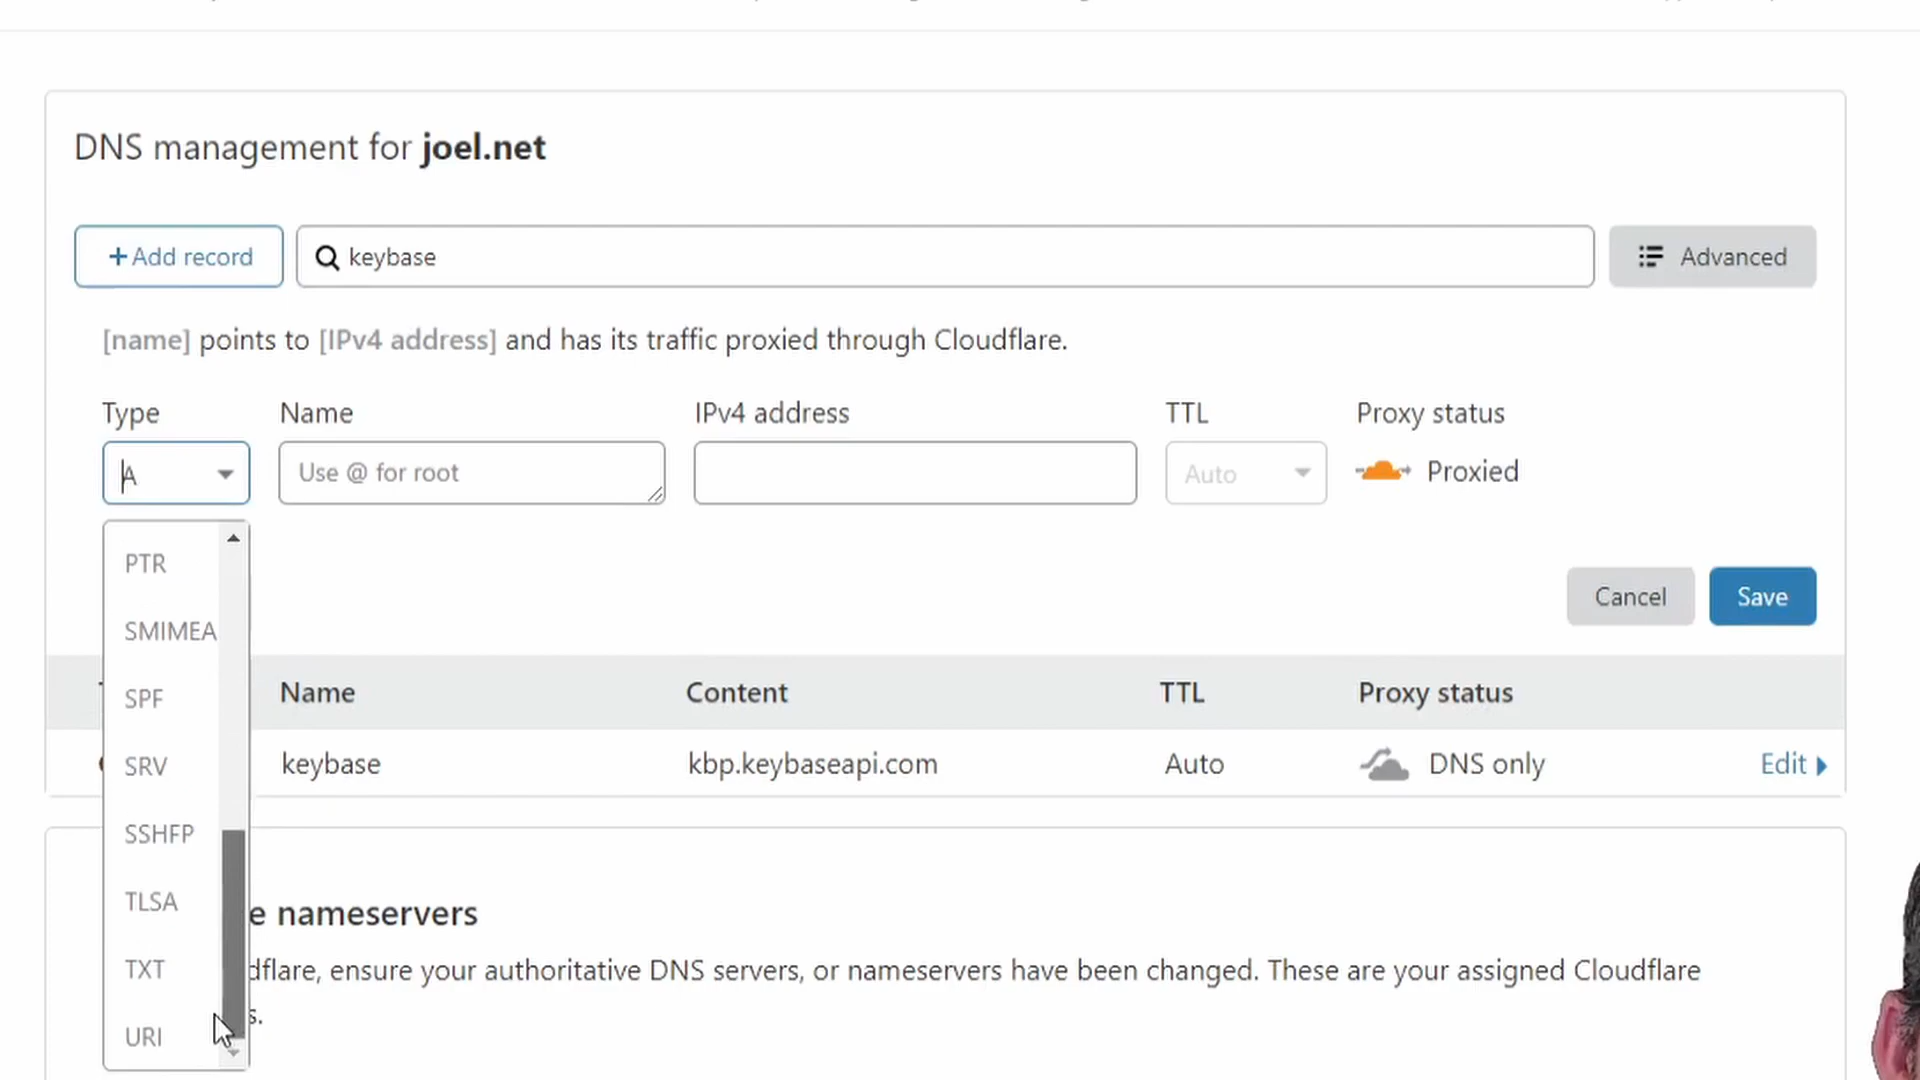 DNS management for joel.net
+ Add record
keybase
Advanced
[name] points to [IPv4 address] and has its traffic proxied through Cloudflare.
Type
Name
IPv4 address
TTL
Proxy status
A
Use @ for root
Auto
Proxied
PTR
SMIMEA
SPF
SRV
SSHFP
TLSA
TXT
URI
Cancel
Save
Name
Content
TTL
Proxy status
keybase
kbp.keybaseapi.com
Auto
DNS only
Edit
nameservers
dflare, ensure your authoritative DNS servers, or nameservers have been changed. These are your assigned Cloudflare
s.